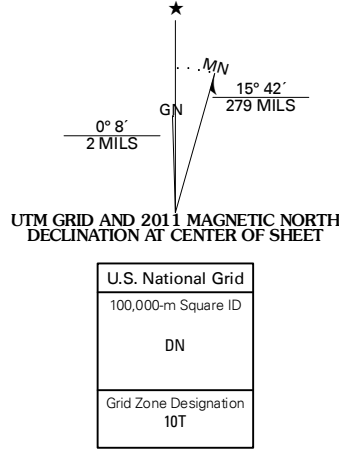 ★
MN
GN
15° 42´
279 MILS
0° 8´
2 MILS
UTM GRID AND 2011 MAGNETIC NORTH
DECLINATION AT CENTER OF SHEET
U.S. National Grid
100,000-m Square ID
DN
Grid Zone Designation
10T